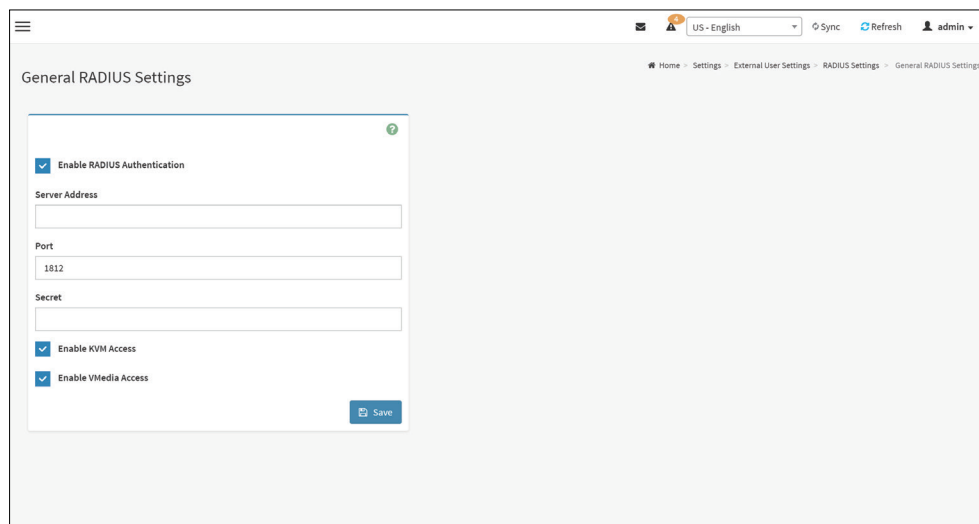 4
US - English
Sync
Refresh
admin
General RADIUS Settings
Home > Settings > External User Settings > RADIUS Settings > General RADIUS Settings
?
Enable RADIUS Authentication
Server Address
Port
1812
Secret
Enable KVM Access
Enable VMedia Access
Save